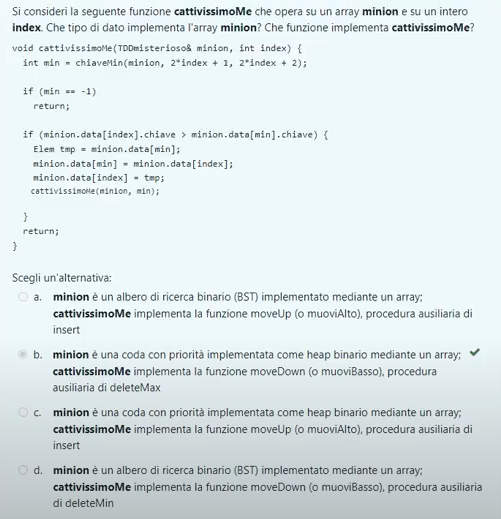 Si consideri la seguente funzione cattivissimoMe che opera su un array minion e su un intero
index. Che tipo di dato implementa l'array minion? Che funzione implementa cattivissimoMe?
void cattivissimoMe(TDDmisterioso& minion, int index) {
int min = chiaveMin(minion, 2*index + 1, 2*index + 2);
if (min == -1)
return;
if (minion.data[index].chiave > minion.data[min].chiave) {
Elem tmp = minion.data[min];
minion.data[min] = minion.data[index];
minion.data[index] = tmp;
cattivissimoMe(minion, min);
}
return;
}
Scegli un'alternativa:
a. minion è un albero di ricerca binario (BST) implementato mediante un array;
cattivissimoMe implementa la funzione moveUp (o muoviAlto), procedura ausiliaria di
insert
b. minion è una coda con priorità implementata come heap binario mediante un array;
cattivissimoMe implementa la funzione moveDown (o muoviBasso), procedura
ausiliaria di deleteMax
c. minion è una coda con priorità implementata come heap binario mediante un array;
cattivissimoMe implementa la funzione moveUp (o muoviAlto), procedura ausiliaria di
insert
d. minion è un albero di ricerca binario (BST) implementato mediante un array;
cattivissimoMe implementa la funzione moveDown (o muoviBasso), procedura ausiliaria
di deleteMin